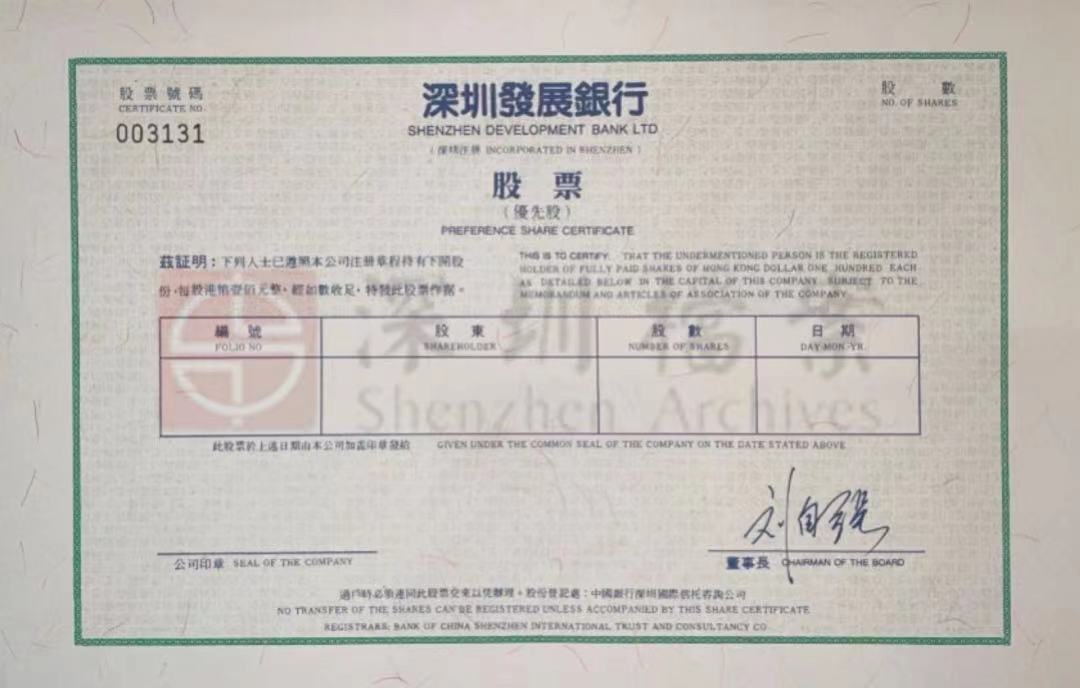 股票號碼
CERTIFICATE NO.
003131
深圳發展銀行
SHENZHEN DEVELOPMENT BANK LTD
(深圳注册 INCORPORATED IN SHENZHEN)
股數
NO. OF SHARES
股票
(優先股)
PREFERENCE SHARE CERTIFICATE
茲証明：下列人士已遵照本公司注册章程持有下開股
份，每股港幣壹佰元整，經如數收足，特發此股票作據。
THIS IS TO CERTIFY THAT THE UNDERMENTIONED PERSON IS THE REGISTERED
HOLDER OF FULLY PAID SHARES OF HONG KONG DOLLAR ONE HUNDRED EACH
AS DETAILED BELOW IN THE CAPITAL OF THIS COMPANY SUBJECT TO THE
MEMORANDUM AND ARTICLES OF ASSOCIATION OF THE COMPANY
編號 股東 股數 日期
FOLIO NO SHAREHOLDER NUMBER OF SHARES DAY-MON.-YR.
深圳檔案
Shenzhen Archives
此股票於上述日期由本公司加蓋印章發給 GIVEN UNDER THE COMMON SEAL OF THE COMPANY ON THE DATE STATED ABOVE
刘自强
公司印章 SEAL OF THE COMPANY
董事長 CHAIRMAN OF THE BOARD
過戶時必須連同此股票交來以凭辦理。股份登記處：中國銀行深圳國際信托咨詢公司
NO TRANSFER OF THE SHARES CAN BE REGISTERED UNLESS ACCOMPANIED BY THIS SHARE CERTIFICATE
REGISTRARS: BANK OF CHINA SHENZHEN INTERNATIONAL TRUST AND CONSULTANCY CO